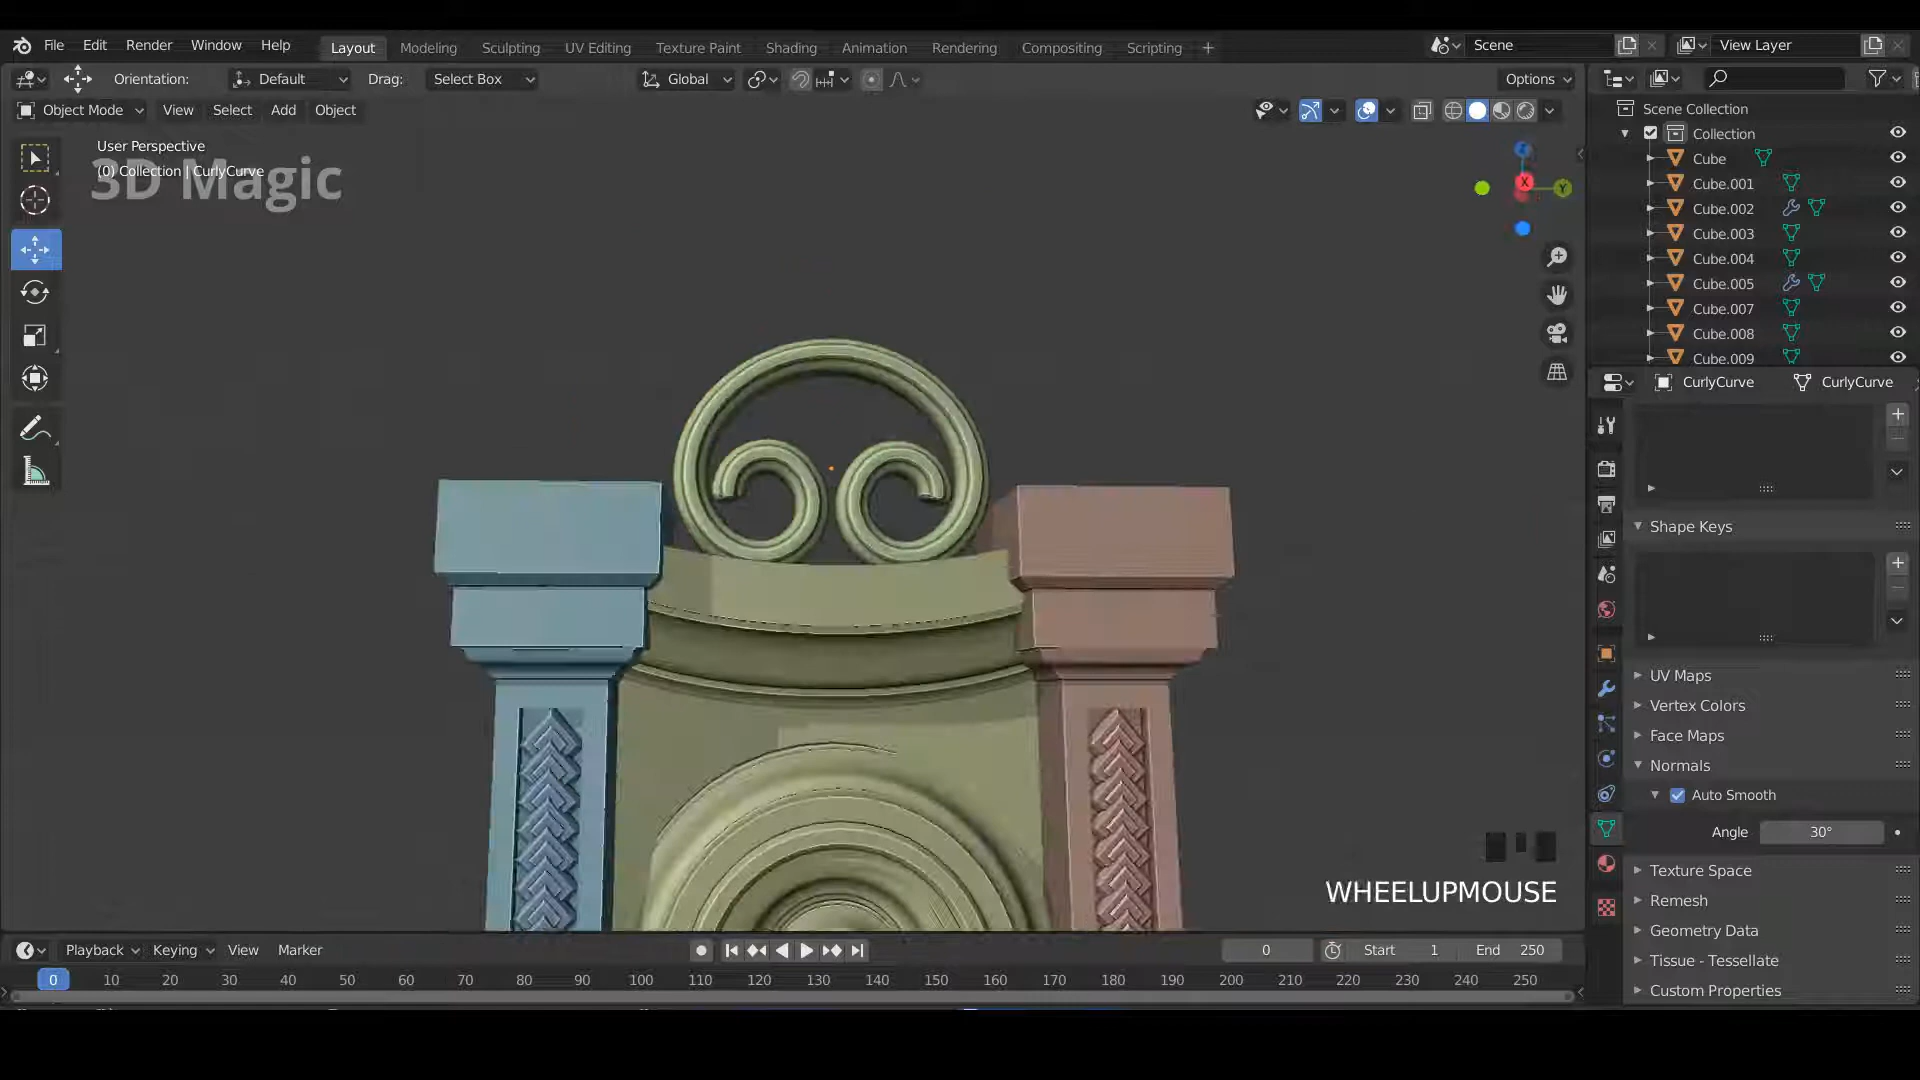 File Edit Render Window Help Layout Modeling Sculpting UV Editing Texture Paint Shading Animation Rendering Compositing Scripting + Scene View Layer
Orientation: Default Drag: Select Box Global Options
Object Mode View Select Add Object
User Perspective
(0) Collection | CurlyCurve
3D Magic
Z
X
Y
WHEELUPMOUSE
Scene Collection
Collection
Cube
Cube.001
Cube.002
Cube.003
Cube.004
Cube.005
Cube.007
Cube.008
Cube.009
CurlyCurve CurlyCurve
Shape Keys
UV Maps
Vertex Colors
Face Maps
Normals
Auto Smooth
Angle 30°
Texture Space
Remesh
Geometry Data
Tissue - Tessellate
Custom Properties
Playback Keying View Marker 0 Start 1 End 250
0 10 20 30 40 50 60 70 80 90 100 110 120 130 140 150 160 170 180 190 200 210 220 230 240 250